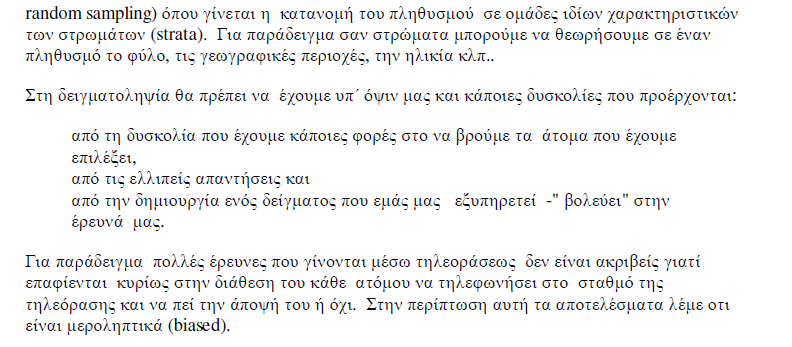 random sampling) όπου γίνεται η κατανομή του πληθυσμού σε ομάδες ιδίων χαρακτηριστικών
των στρωμάτων (strata). Για παράδειγμα σαν στρώματα μπορούμε να θεωρήσουμε σε έναν
πληθυσμό το φύλο, τις γεωγραφικές περιοχές, την ηλικία κλπ..
Στη δειγματοληψία θα πρέπει να έχουμε υπ΄ όψιν μας και κάποιες δυσκολίες που προέρχονται:
από τη δυσκολία που έχουμε κάποιες φορές στο να βρούμε τα άτομα που έχουμε
επιλέξει,
από τις ελλιπείς απαντήσεις και
από την δημιουργία ενός δείγματος που εμάς μας εξυπηρετεί -" βολεύει" στην
έρευνά μας.
Για παράδειγμα πολλές έρευνες που γίνονται μέσω τηλεοράσεως δεν είναι ακριβείς γιατί
επαφίενται κυρίως στην διάθεση του κάθε ατόμου να τηλεφωνήσει στο σταθμό της
τηλεόρασης και να πεί την άποψή του ή όχι. Στην περίπτωση αυτή τα αποτελέσματα λέμε οτι
είναι μεροληπτικά (biased).